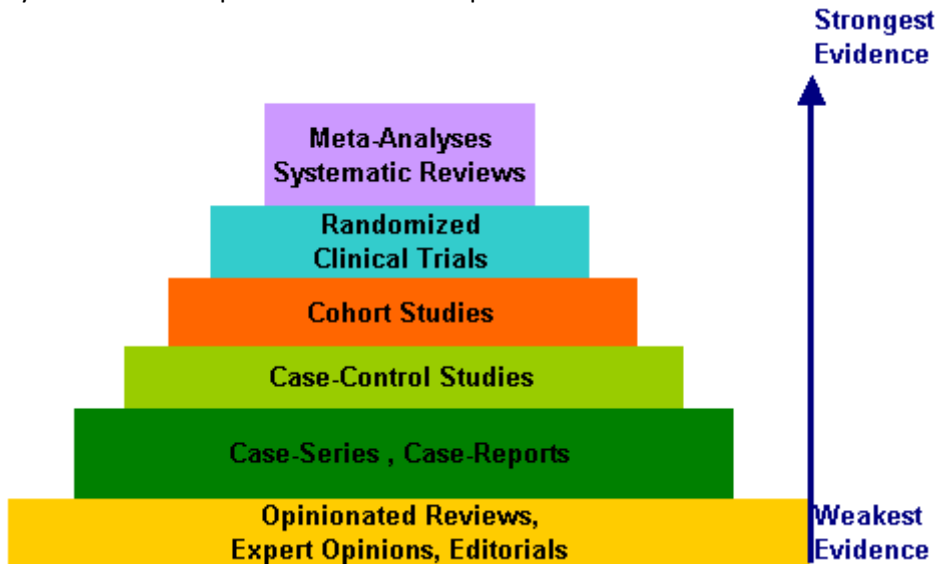 Strongest
Evidence
Meta-Analyses
Systematic Reviews
Randomized
Clinical Trials
Cohort Studies
Case-Control Studies
Case-Series , Case-Reports
Opinionated Reviews,
Expert Opinions, Editorials
Weakest
Evidence